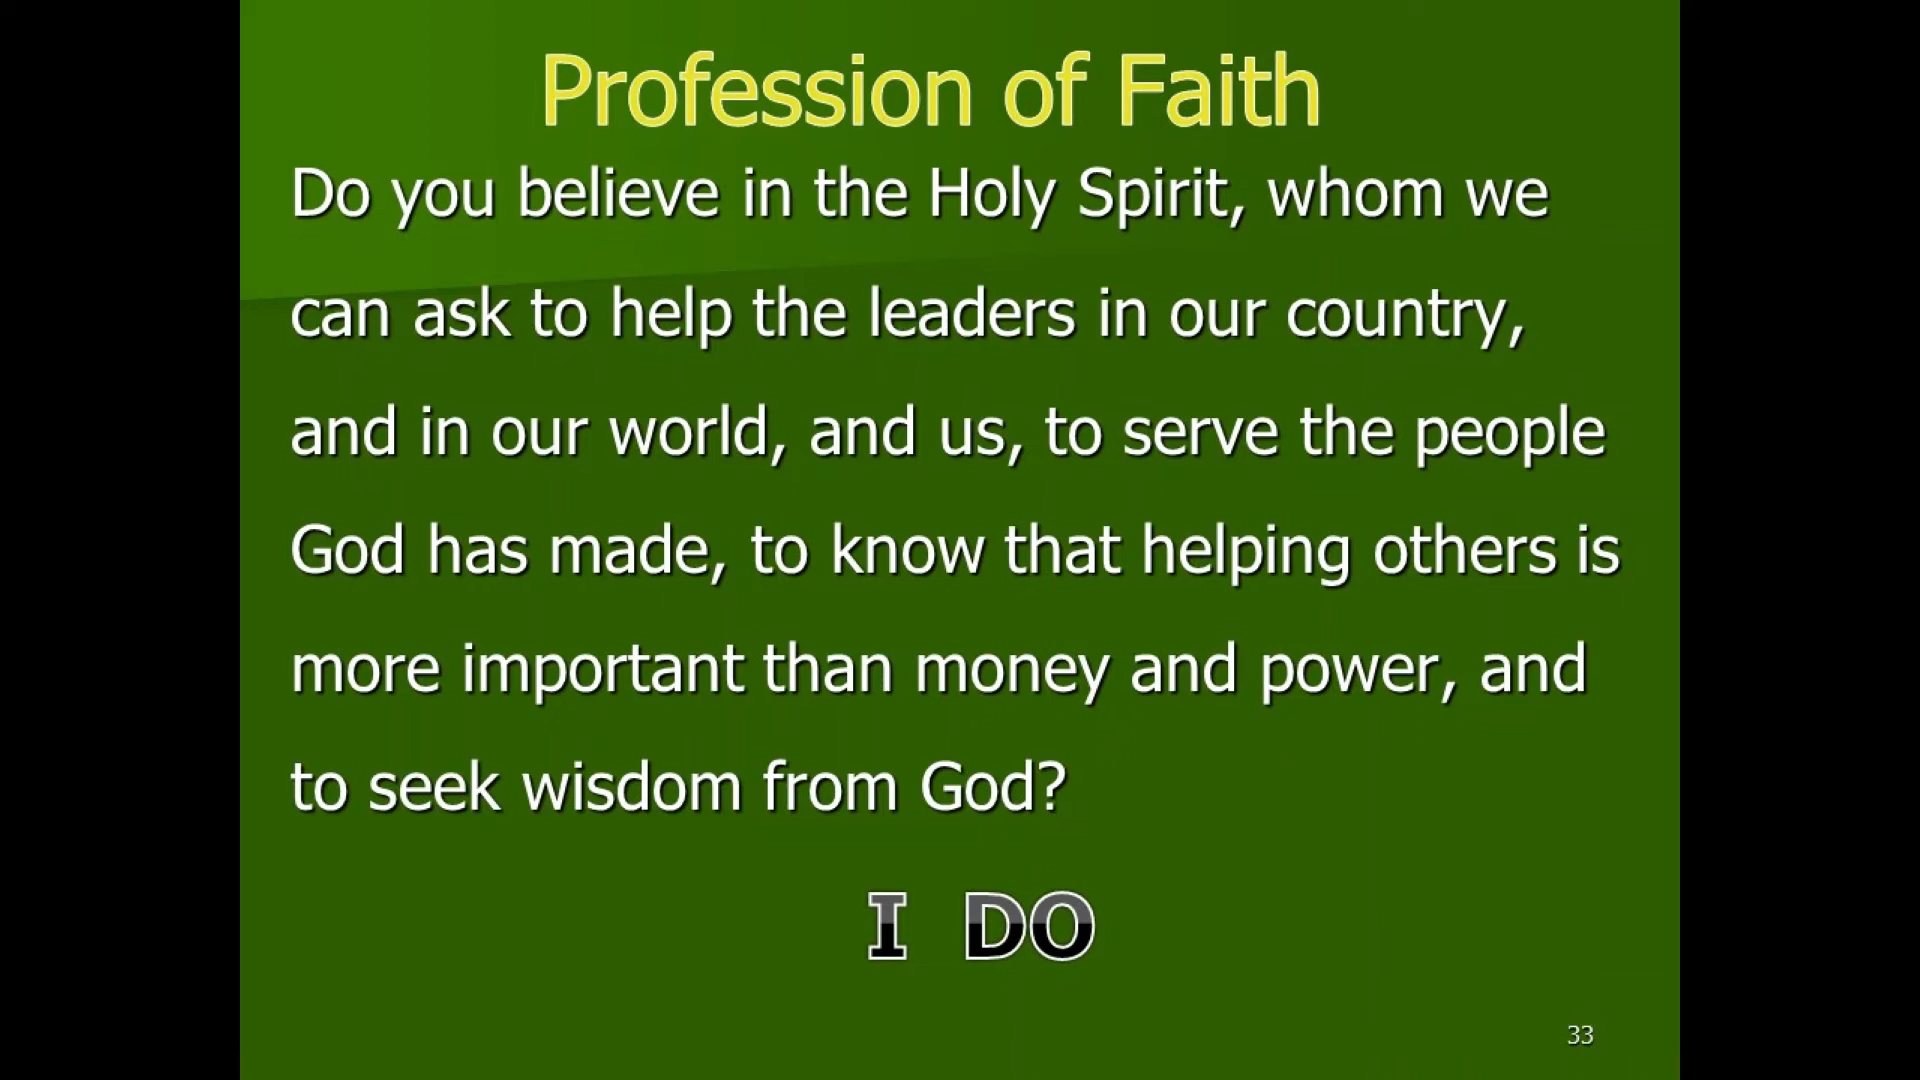 Profession of Faith
Do you believe in the Holy Spirit, whom we
can ask to help the leaders in our country,
and in our world, and us, to serve the people
God has made, to know that helping others is
more important than money and power, and
to seek wisdom from God?
I DO
33